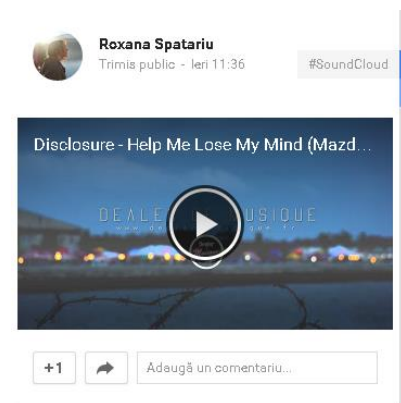 Roxana Spatariu
Trimis public - Ieri 11:36
#SoundCloud
Disclosure - Help Me Lose My Mind (Mazd...
+1
Adaugă un comentariu...